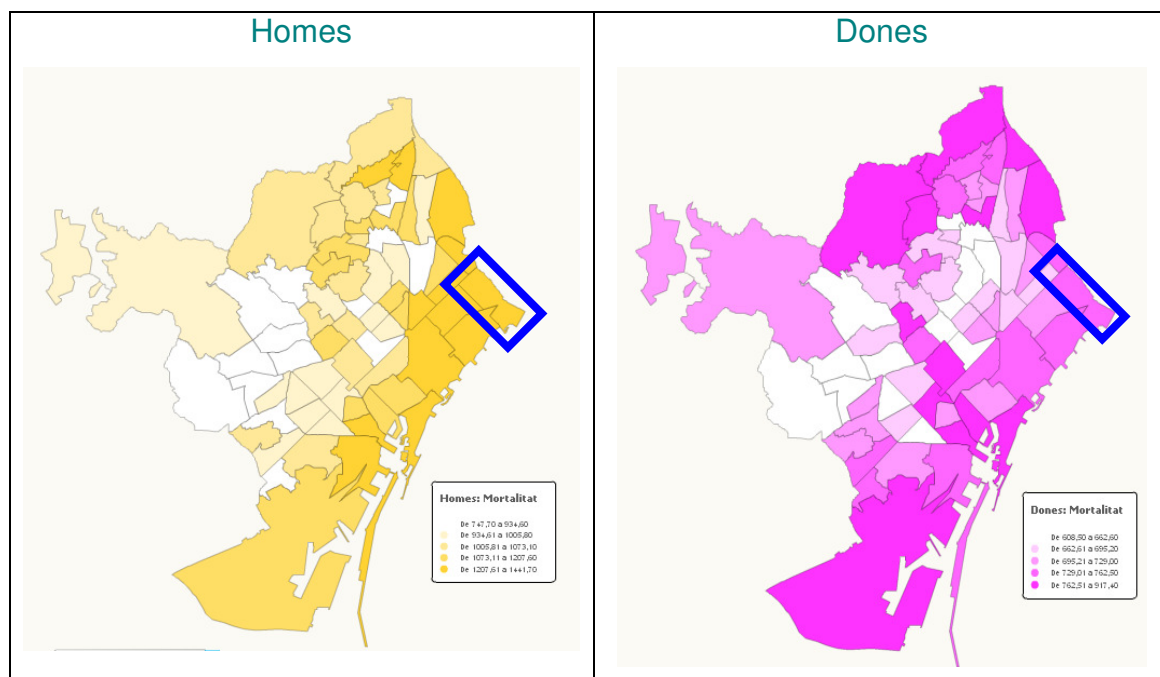 Homes
Dones
Homes: Mortalitat
De 747,70 a 934,60
De 934,61 a 1005,80
De 1005,81 a 1073,10
De 1073,11 a 1207,60
De 1207,61 a 1441,70
Dones: Mortalitat
De 608,50 a 662,60
De 662,61 a 695,20
De 695,21 a 729,00
De 729,01 a 762,50
De 762,51 a 917,40